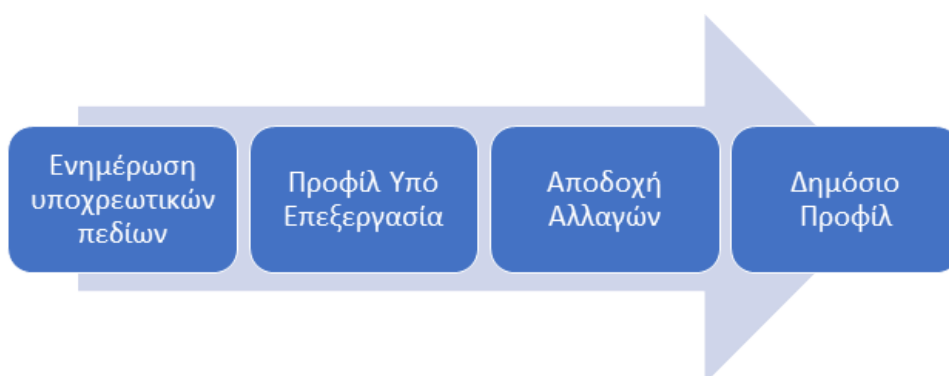 Ενημέρωση
υποχρεωτικών
πεδίων
Προφίλ Υπό
Επεξεργασία
Αποδοχή
Αλλαγών
Δημόσιο
Προφίλ